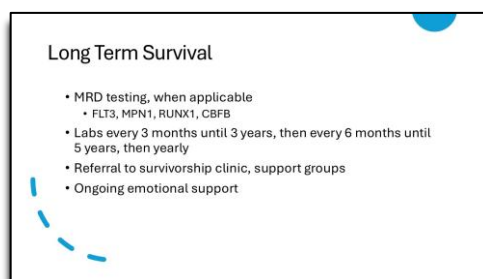 Long Term Survival
• MRD testing, when applicable
• FLT3, MPN1, RUNX1, CBFB
• Labs every 3 months until 3 years, then every 6 months until
5 years, then yearly
• Referral to survivorship clinic, support groups
• Ongoing emotional support